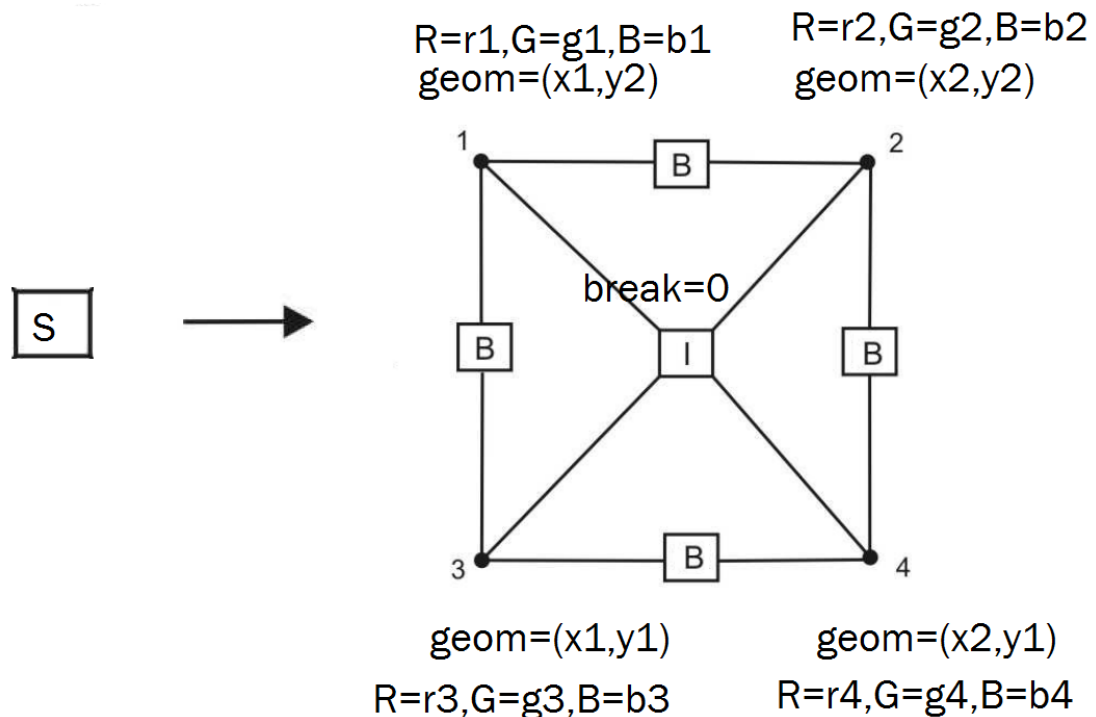 R=r1,G=g1,B=b1
geom=(x1,y2)
R=r2,G=g2,B=b2
geom=(x2,y2)
1
B
2
break=0
S
B
I
B
3
B
4
geom=(x1,y1)
R=r3,G=g3,B=b3
geom=(x2,y1)
R=r4,G=g4,B=b4